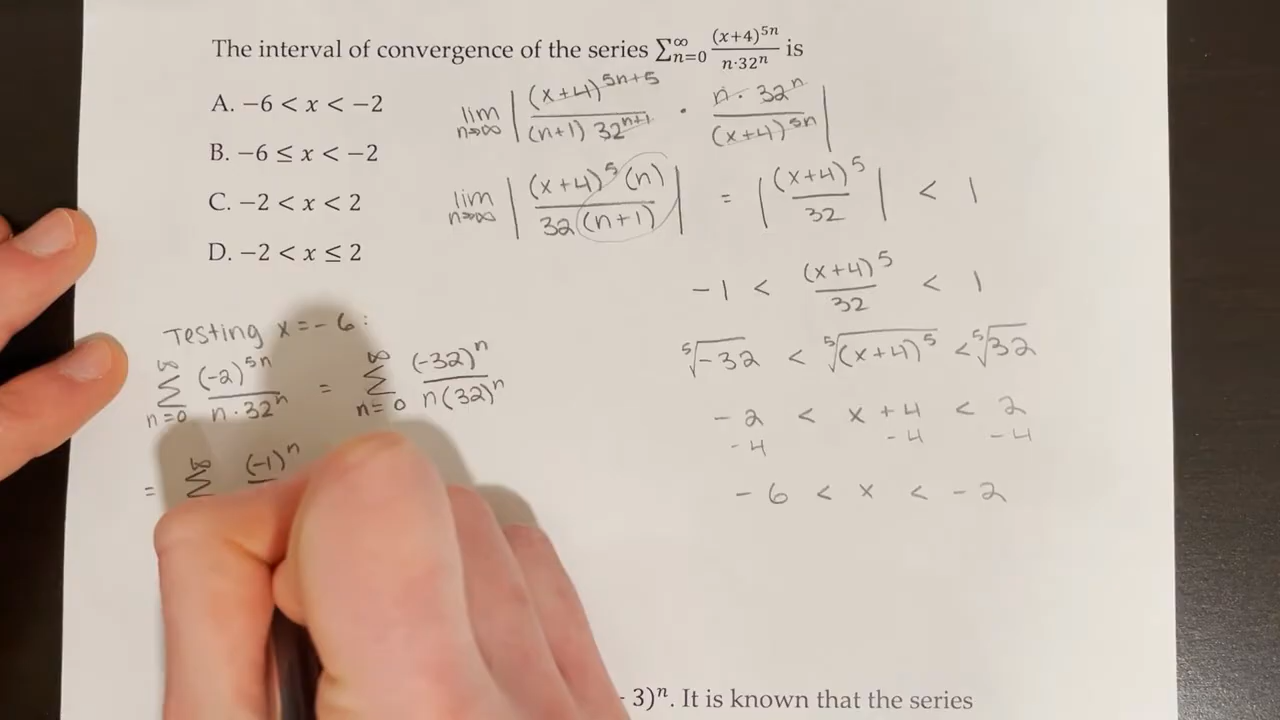 The interval of convergence of the series ∑_{n=0}^{∞} (x+4)^{5n} / (n·32^n) is
A. −6 < x < −2
B. −6 ≤ x < −2
C. −2 < x < 2
D. −2 < x ≤ 2
lim n→∞ | (x+4)^{5n+5} / ((n+1) 32^{n+1}) · (n · 32^n) / (x+4)^{5n} |
lim n→∞ | (x+4)^5 (n) / (32 (n+1)) | = | (x+4)^5 / 32 | < 1
-1 < (x+4)^5 / 32 < 1
⁵√-32 < ⁵√(x+4)^5 < ⁵√32
-2 < x + 4 < 2
-4 -4 -4
-6 < x < -2
Testing x = -6:
∑_{n=0}^{∞} (-2)^{5n} / (n · 32^n) = ∑_{n=0}^{∞} (-32)^n / (n(32)^n)
= ∑^{∞} (-1)^n
3)^n. It is known that the series